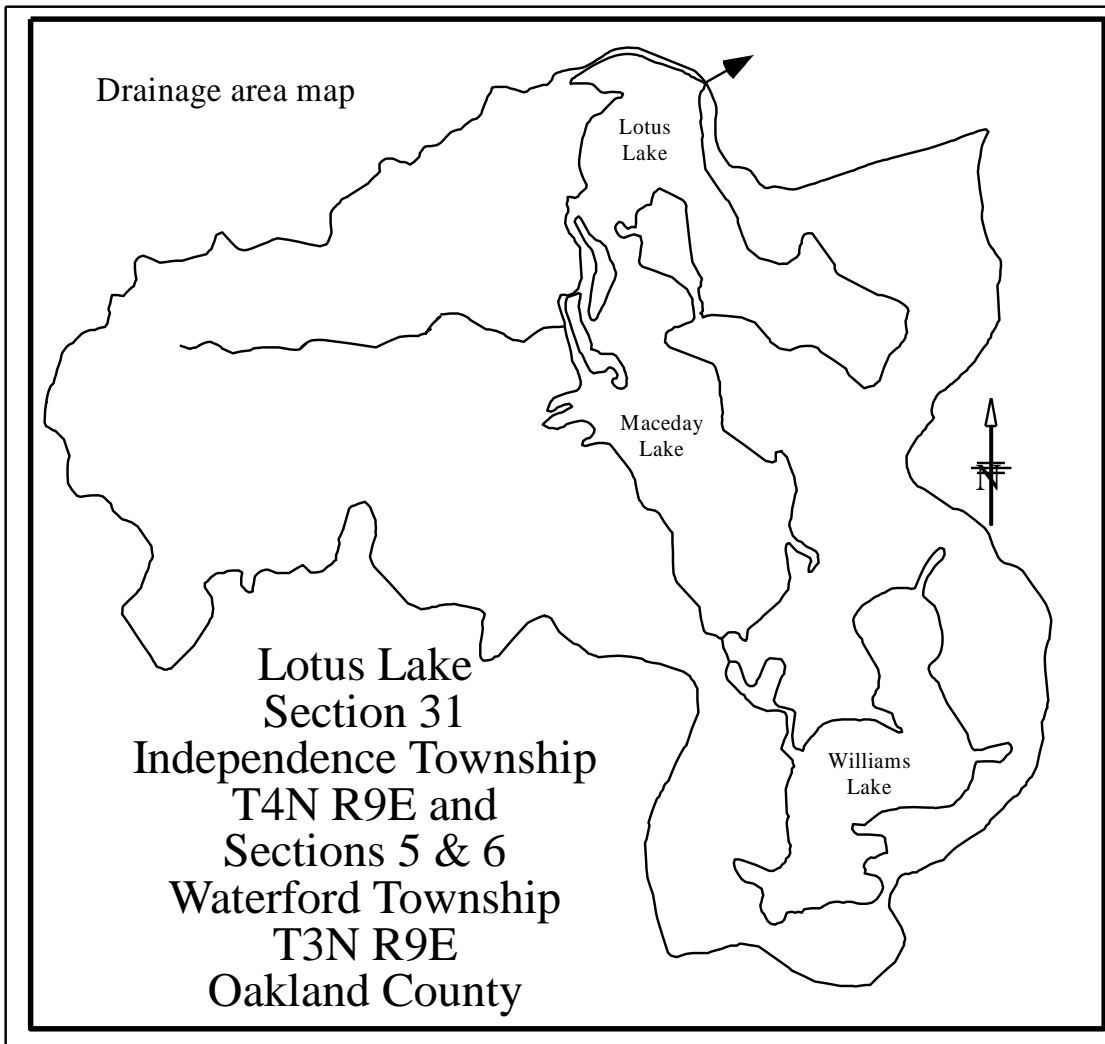 Drainage area map
Lotus
Lake
Maceday
Lake
N
Williams
Lake
Lotus Lake
Section 31
Independence Township
T4N R9E and
Sections 5 & 6
Waterford Township
T3N R9E
Oakland County